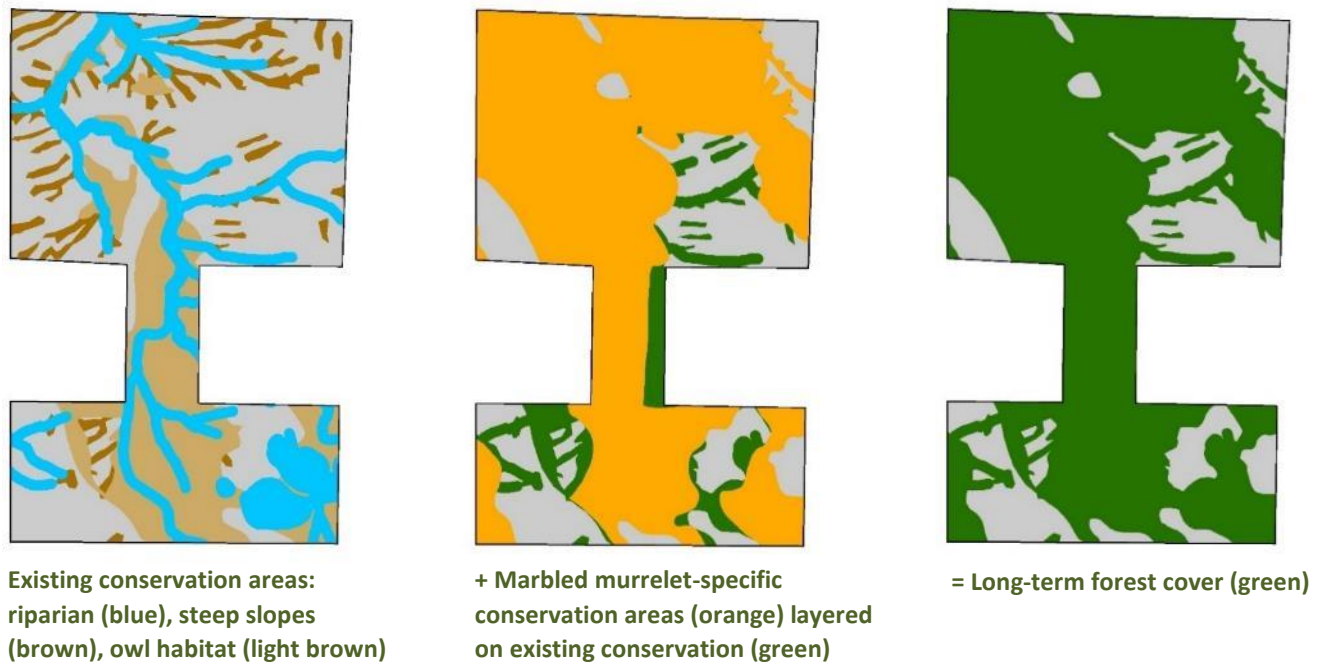 Existing conservation areas:
riparian (blue), steep slopes
(brown), owl habitat (light brown)
+ Marbled murrelet-specific
conservation areas (orange) layered
on existing conservation (green)
= Long-term forest cover (green)